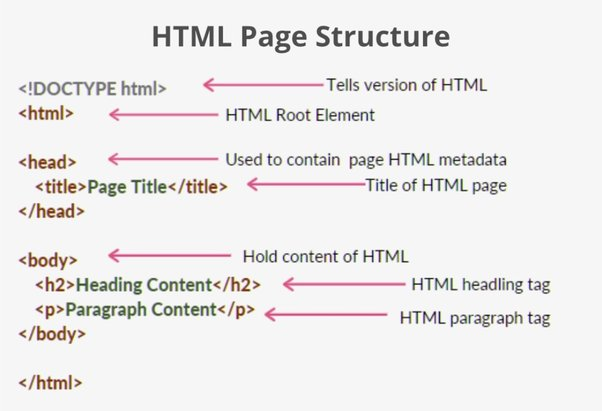 HTML Page Structure
<!DOCTYPE html> Tells version of HTML
<html> HTML Root Element
<head> Used to contain page HTML metadata
<title>Page Title</title> Title of HTML page
</head>
<body> Hold content of HTML
<h2>Heading Content</h2> HTML headling tag
<p>Paragraph Content</p> HTML paragraph tag
</body>
</html>